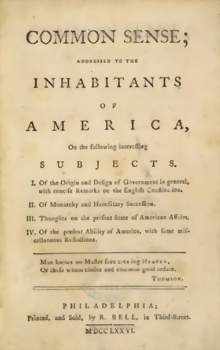 COMMON SENSE;
ADDRESSED TO THE
INHABITANTS
OF
AMERICA,
On the following interesting
SUBJECTS.
I. Of the Origin and Design of Government in general,
with concise Remarks on the English Constitution.
II. Of Monarchy and Hereditary Succession.
III. Thoughts on the present State of American Affairs.
IV. Of the present Ability of America, with some mis-
cellaneous Reflections.
Man knows no Master save creating HEAVEN,
Or those whom choice and common good ordain.
THOMSON.
PHILADELPHIA;
Printed, and Sold, by R. BELL, in Third-Street.
MDCCLXXVI.